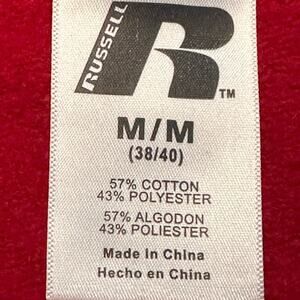 RUSSELL
R
TM
M/M
(38/40)
57% COTTON
43% POLYESTER
57% ALGODON
43% POLIESTER
Made In China
Hecho en China